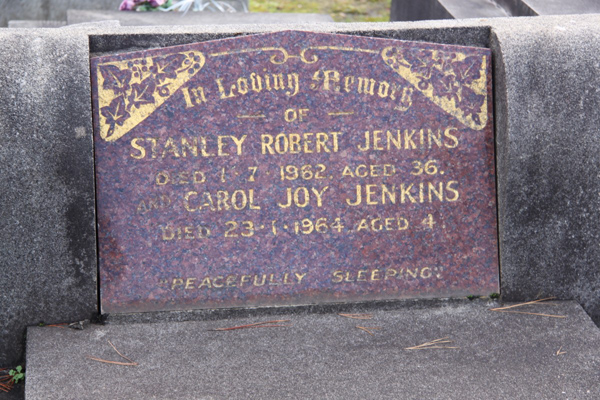 In Loving Memory
OF
STANLEY ROBERT JENKINS
DIED 1·7·1962 AGED 36.
AND CAROL JOY JENKINS
DIED 23·1·1964 AGED 4
"PEACEFULLY SLEEPING"